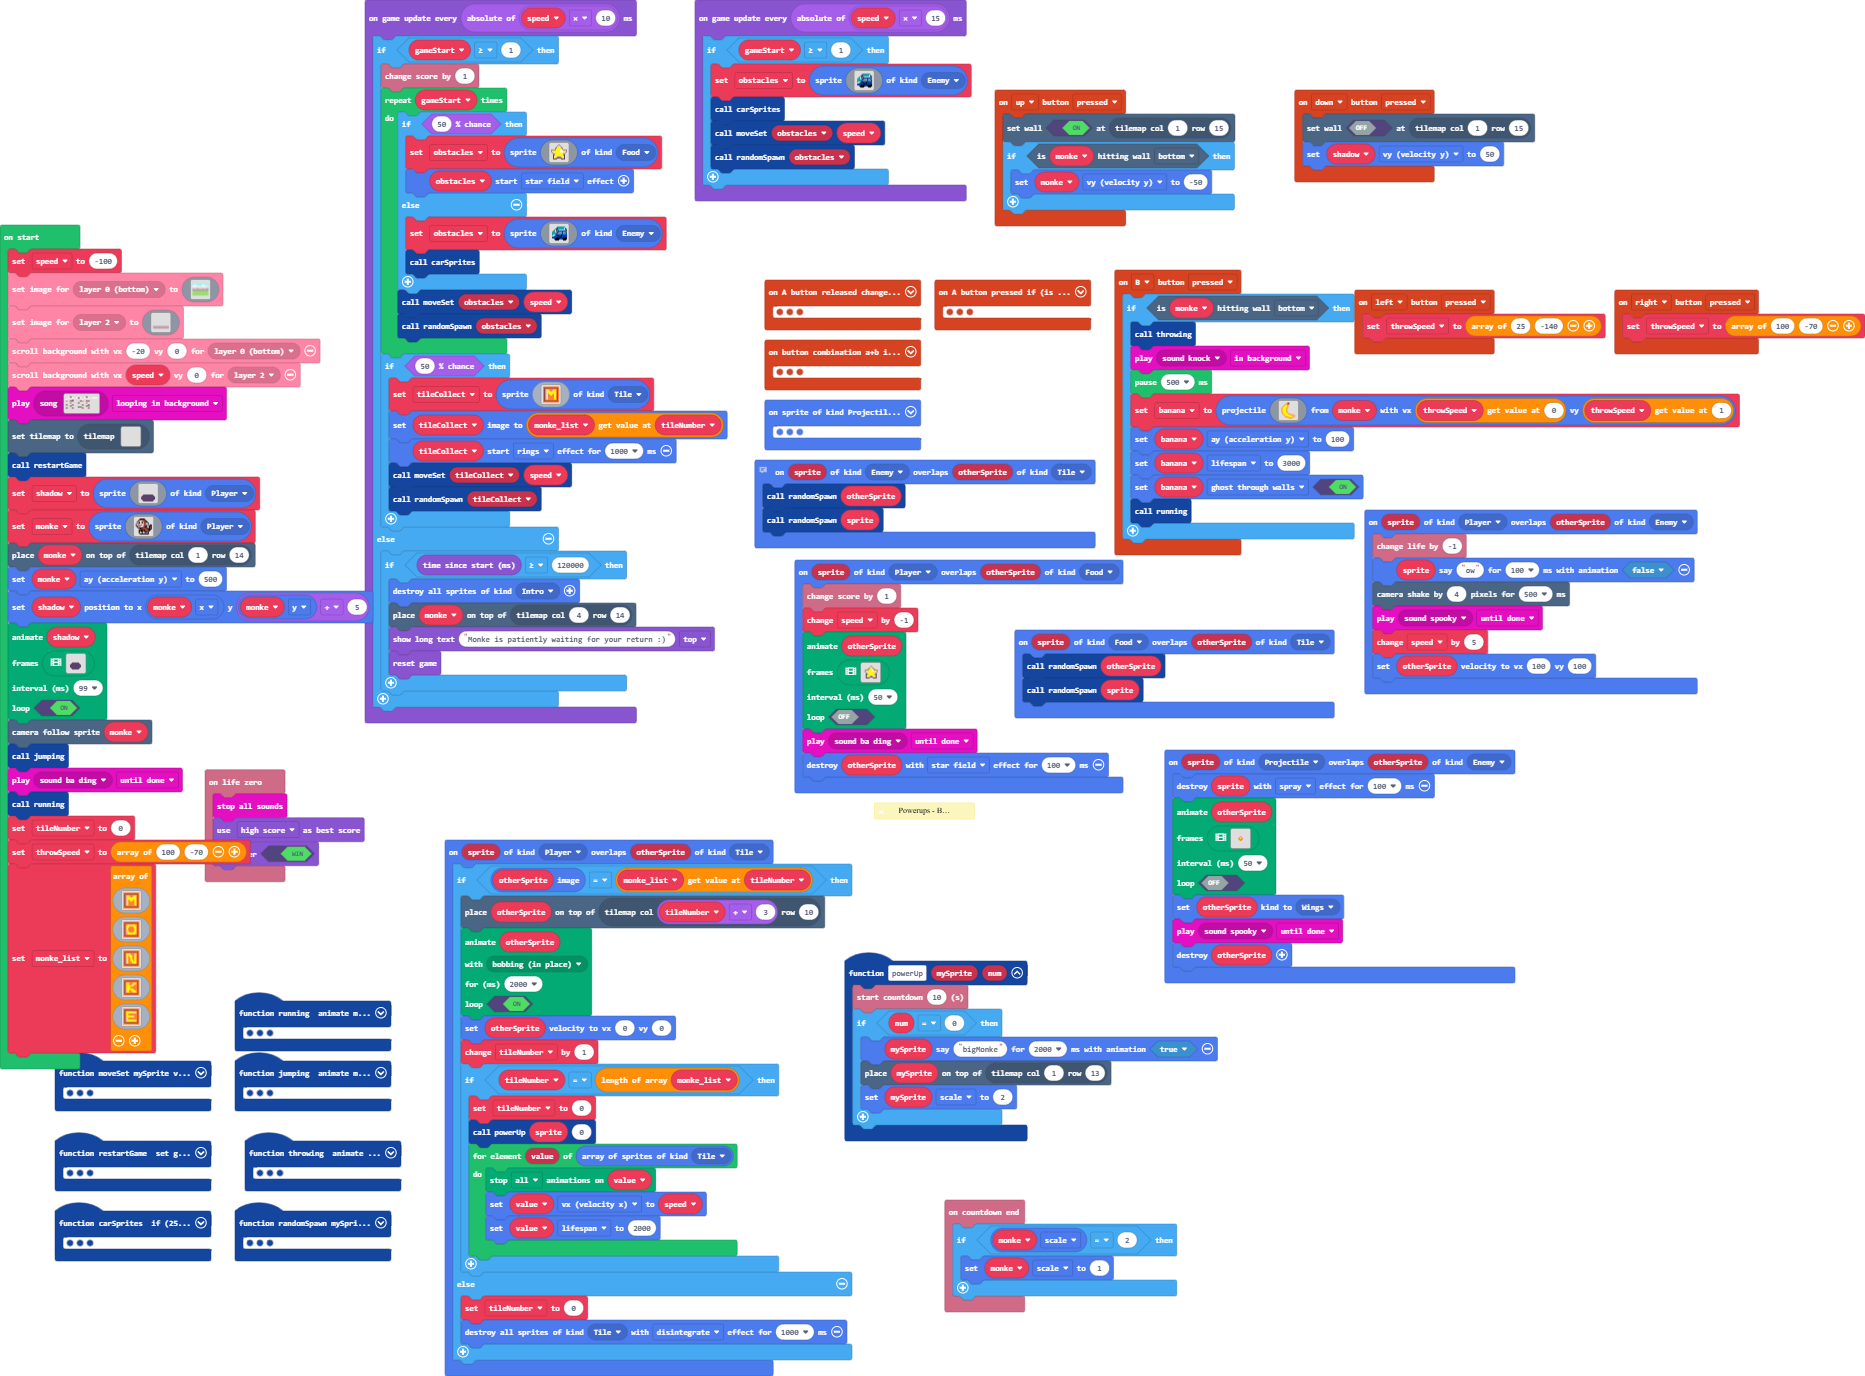 on start
set speed to -100
set image for layer 0 (bottom) to
set image for layer 2 to
scroll background with vx -20 vy 0 for layer 0 (bottom)
scroll background with vx speed vy 0 for layer 2
play song looping in background
set tilemap to tilemap
call restartGame
set shadow to sprite of kind Player
set monke to sprite of kind Player
place monke on top of tilemap col 1 row 14
set monke ay (acceleration y) to 500
set shadow position to x monke x y monke y + 5
animate shadow
frames
interval (ms) 99
loop ON
camera follow sprite monke
call jumping
play sound ba ding until done
call running
set tileNumber to 0
set throwSpeed to array of 100 -70
set monke_list to array of
M
O
N
K
E
on life zero
stop all sounds
use high score as best score
WIN
function running animate m...
function moveSet mySprite v...
function jumping animate m...
function restartGame set g...
function throwing animate ...
function carSprites if (25...
function randomSpawn mySpri...
on game update every absolute of speed × 10 ms
if gameStart ≥ 1 then
change score by 1
repeat gameStart times
do if 50 % chance then
set obstacles to sprite of kind Food
obstacles start star field effect
else
set obstacles to sprite of kind Enemy
call carSprites
call moveSet obstacles speed
call randomSpawn obstacles
if 50 % chance then
set tileCollect to sprite M of kind Tile
set tileCollect image to monke_list get value at tileNumber
tileCollect start rings effect for 1000 ms
call moveSet tileCollect speed
call randomSpawn tileCollect
else
if time since start (ms) ≥ 120000 then
destroy all sprites of kind Intro
place monke on top of tilemap col 4 row 14
show long text "Monke is patiently waiting for your return :)" top
reset game
on game update every absolute of speed × 15 ms
if gameStart ≥ 1 then
set obstacles to sprite of kind Enemy
call carSprites
call moveSet obstacles speed
call randomSpawn obstacles
on up button pressed
set wall ON at tilemap col 1 row 15
if is monke hitting wall bottom then
set monke vy (velocity y) to -50
on down button pressed
set wall OFF at tilemap col 1 row 15
set shadow vy (velocity y) to 50
on A button released change...
on A button pressed if (is ...
on button combination a+b i...
on sprite of kind Projectil...
on B button pressed
if is monke hitting wall bottom then
call throwing
play sound knock in background
pause 500 ms
set banana to projectile from monke with vx throwSpeed get value at 0 vy throwSpeed get value at 1
set banana ay (acceleration y) to 100
set banana lifespan to 3000
set banana ghost through walls ON
call running
on left button pressed
set throwSpeed to array of 25 -140
on right button pressed
set throwSpeed to array of 100 -70
on sprite of kind Enemy overlaps otherSprite of kind Tile
call randomSpawn otherSprite
call randomSpawn sprite
on sprite of kind Player overlaps otherSprite of kind Enemy
change life by -1
sprite say "ow" for 100 ms with animation false
camera shake by 4 pixels for 500 ms
play sound spooky until done
change speed by 5
set otherSprite velocity to vx 100 vy 100
on sprite of kind Player overlaps otherSprite of kind Food
change score by 1
change speed by -1
animate otherSprite
frames
interval (ms) 50
loop OFF
play sound ba ding until done
destroy otherSprite with star field effect for 100 ms
Powerups - B...
on sprite of kind Food overlaps otherSprite of kind Tile
call randomSpawn otherSprite
call randomSpawn sprite
on sprite of kind Projectile overlaps otherSprite of kind Enemy
destroy sprite with spray effect for 100 ms
animate otherSprite
frames
interval (ms) 50
loop OFF
set otherSprite kind to Wings
play sound spooky until done
destroy otherSprite
on sprite of kind Player overlaps otherSprite of kind Tile
if otherSprite image = monke_list get value at tileNumber then
place otherSprite on top of tilemap col tileNumber + 3 row 10
animate otherSprite
with bobbing (in place)
for (ms) 2000
loop ON
set otherSprite velocity to vx 0 vy 0
change tileNumber by 1
if tileNumber = length of array monke_list then
set tileNumber to 0
call powerUp sprite 0
for element value of array of sprites of kind Tile
do stop all animations on value
set value vx (velocity x) to speed
set value lifespan to 2000
else
set tileNumber to 0
destroy all sprites of kind Tile with disintegrate effect for 1000 ms
function powerUp mySprite num
start countdown 10 (s)
if num = 0 then
mySprite say "bigMonke" for 2000 ms with animation true
place mySprite on top of tilemap col 1 row 13
set mySprite scale to 2
on countdown end
if monke scale = 2 then
set monke scale to 1